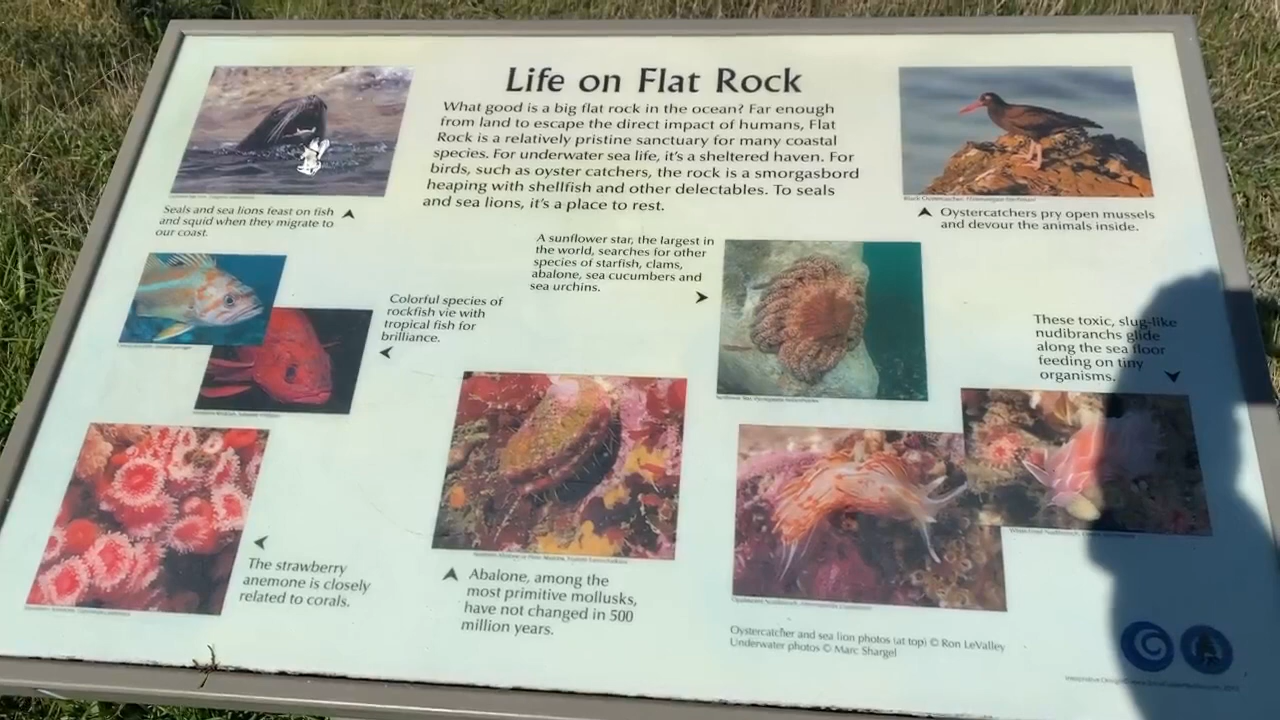 Life on Flat Rock
What good is a big flat rock in the ocean? Far enough
from land to escape the direct impact of humans, Flat
Rock is a relatively pristine sanctuary for many coastal
species. For underwater sea life, it's a sheltered haven. For
birds, such as oyster catchers, the rock is a smorgasbord
heaping with shellfish and other delectables. To seals
and sea lions, it's a place to rest.
Seals and sea lions feast on fish
and squid when they migrate to
our coast.
Oystercatchers pry open mussels
and devour the animals inside.
A sunflower star, the largest in
the world, searches for other
species of starfish, clams,
abalone, sea cucumbers and
sea urchins.
Colorful species of
rockfish vie with
tropical fish for
brilliance.
These toxic, slug-like
nudibranchs glide
along the sea floor
feeding on tiny
organisms.
The strawberry
anemone is closely
related to corals.
Abalone, among the
most primitive mollusks,
have not changed in 500
million years.
Oystercatcher and sea lion photos (at top) © Ron LeValley
Underwater photos © Marc Shargel